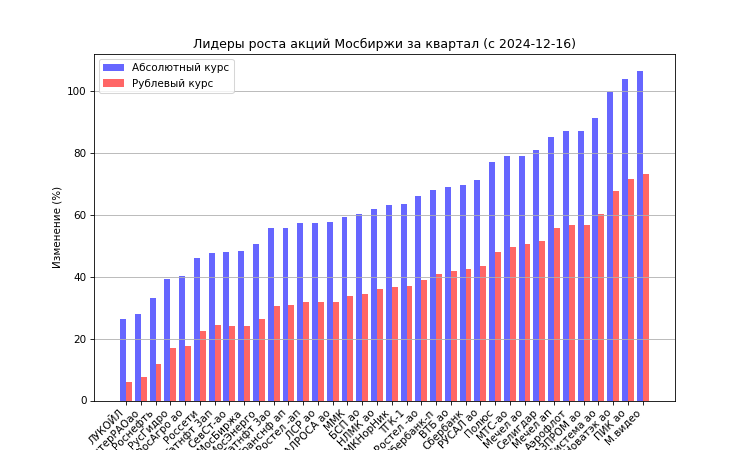 Лидеры роста акций Мосбиржи за квартал (с 2024-12-16)
Абсолютный курс
Рублевый курс
Изменение (%)
100
80
60
40
20
0
ЛУКОЙЛ
Роснефть
РусГидро
Россети
СевСт-ао
МосБиржа
Ростел -ап
ЛСР ао
АЛРОСА ао
ММК
БСП ао
НЛМК ао
ТГК-1
Ростел -ао
ВТБ ао
Сбербанк
РУСАЛ ао
Полюс
МТС-ао
Мечел ао
Селигдар
Мечел ап
Аэрофлот
ПИК ао
М.видео